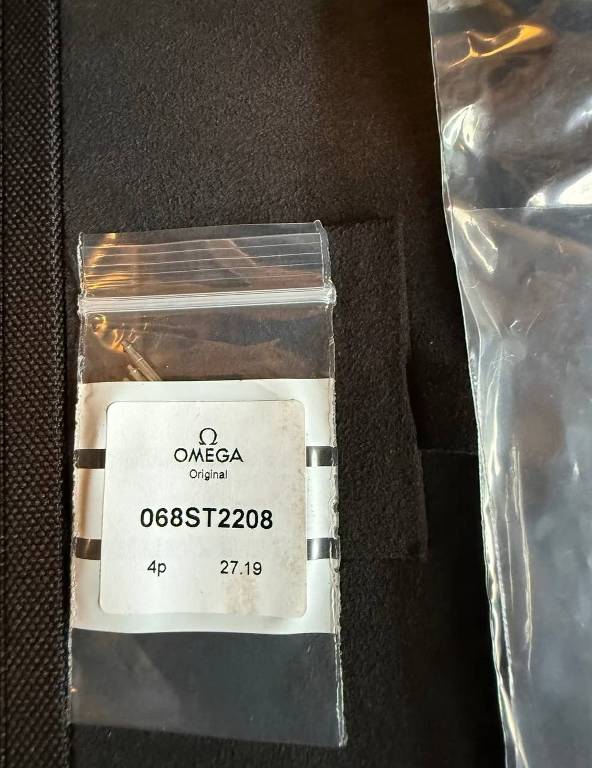 Ω
OMEGA
Original
068ST2208
4p 27.19